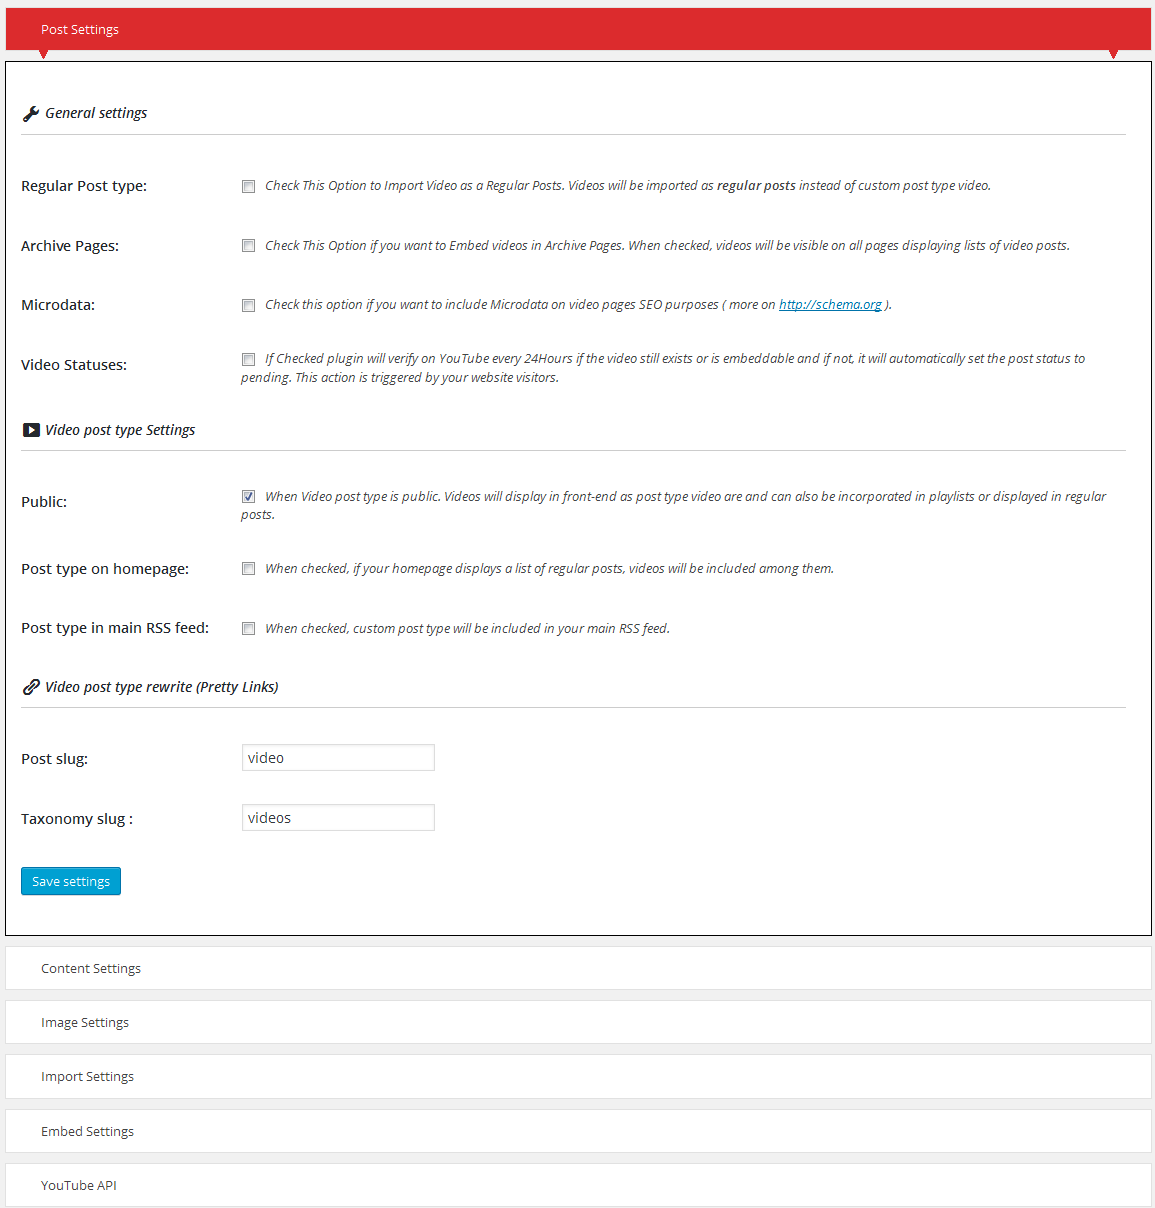 Post Settings
General settings
Regular Post type:
Check This Option to Import Video as a Regular Posts. Videos will be imported as regular posts instead of custom post type video.
Archive Pages:
Check This Option if you want to Embed videos in Archive Pages. When checked, videos will be visible on all pages displaying lists of video posts.
Microdata:
Check this option if you want to include Microdata on video pages SEO purposes ( more on http://schema.org ).
Video Statuses:
If Checked plugin will verify on YouTube every 24Hours if the video still exists or is embeddable and if not, it will automatically set the post status to
pending. This action is triggered by your website visitors.
Video post type Settings
Public:
When Video post type is public. Videos will display in front-end as post type video are and can also be incorporated in playlists or displayed in regular
posts.
Post type on homepage:
When checked, if your homepage displays a list of regular posts, videos will be included among them.
Post type in main RSS feed:
When checked, custom post type will be included in your main RSS feed.
Video post type rewrite (Pretty Links)
Post slug:
video
Taxonomy slug :
videos
Save settings
Content Settings
Image Settings
Import Settings
Embed Settings
YouTube API